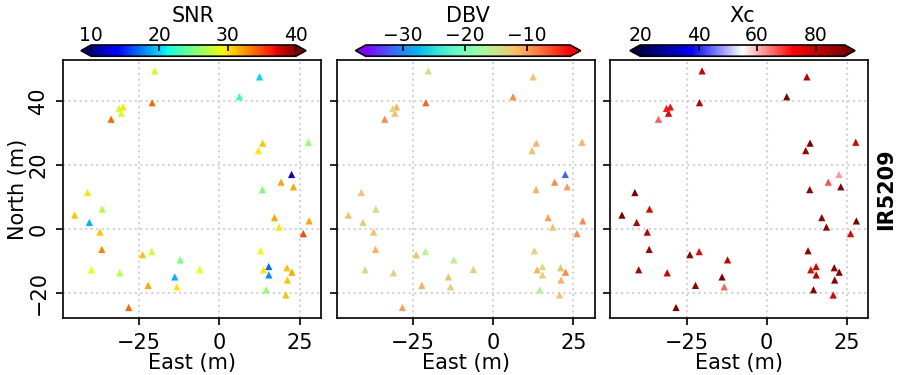 SNR DBV Xc
10 20 30 40 −30 −20 −10 20 40 60 80
North (m)
40
20
0
−20
−25 0 25 −25 0 25 −25 0 25
East (m) East (m) East (m)
IR5209